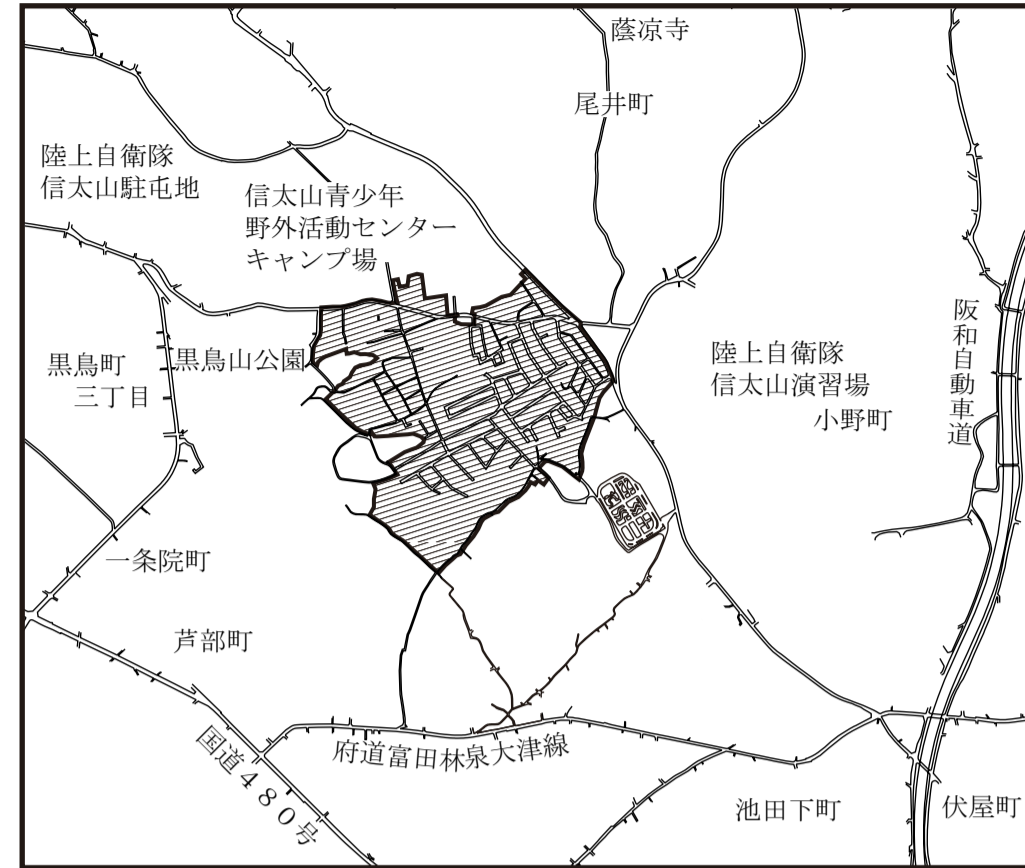 蔭凉寺
尾井町
陸上自衛隊
信太山駐屯地
信太山青少年
野外活動センター
キャンプ場
阪和自動車道
陸上自衛隊
信太山演習場
小野町
黒鳥町
三丁目
黒鳥山公園
一条院町
芦部町
国道480号
府道富田林泉大津線
池田下町
伏屋町